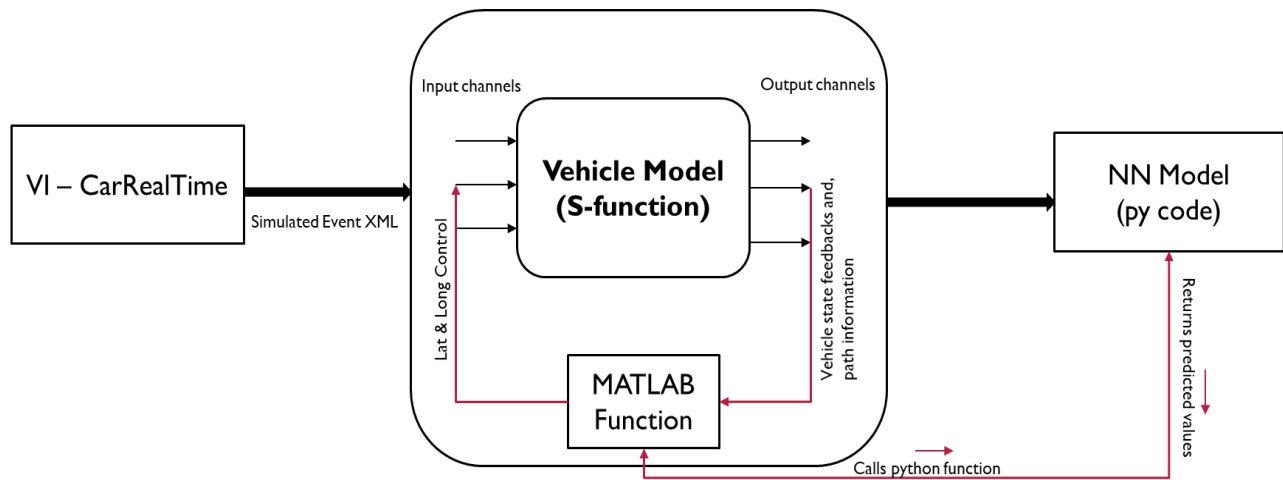 Input channels
Output channels
VI – CarRealTime
Simulated Event XML
Vehicle Model
(S-function)
NN Model
(py code)
Lat & Long Control
Vehicle state feedbacks and,
path information
MATLAB
Function
Returns predicted
values
Calls python function